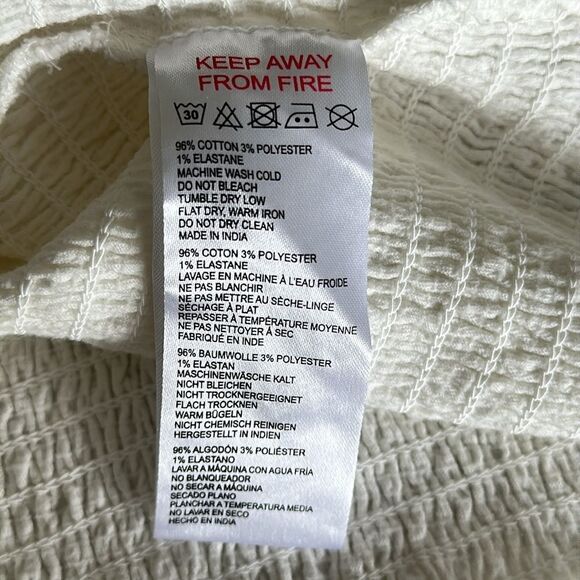 KEEP AWAY
FROM FIRE
30
96% COTTON 3% POLYESTER
1% ELASTANE
MACHINE WASH COLD
DO NOT BLEACH
TUMBLE DRY LOW
FLAT DRY, WARM IRON
DO NOT DRY CLEAN
MADE IN INDIA
96% COTON 3% POLYESTER
1% ELASTANE
LAVAGE EN MACHINE À L'EAU FROIDE
NE PAS BLANCHIR
NE PAS METTRE AU SÈCHE-LINGE
SÉCHAGE À PLAT
REPASSER À TEMPÉRATURE MOYENNE
NE PAS NETTOYER À SEC
FABRIQUÉ EN INDE
96% BAUMWOLLE 3% POLYESTER
1% ELASTAN
MASCHINENWÄSCHE KALT
NICHT BLEICHEN
NICHT TROCKNERGEEIGNET
FLACH TROCKNEN
WARM BÜGELN
NICHT CHEMISCH REINIGEN
HERGESTELLT IN INDIEN
96% ALGODÓN 3% POLIÉSTER
1% ELASTANO
LAVAR A MÁQUINA CON AGUA FRÍA
NO BLANQUEADOR
NO SECAR A MÁQUINA
SECADO PLANO
PLANCHAR A TEMPERATURA MEDIA
NO LAVAR EN SECO
HECHO EN INDIA